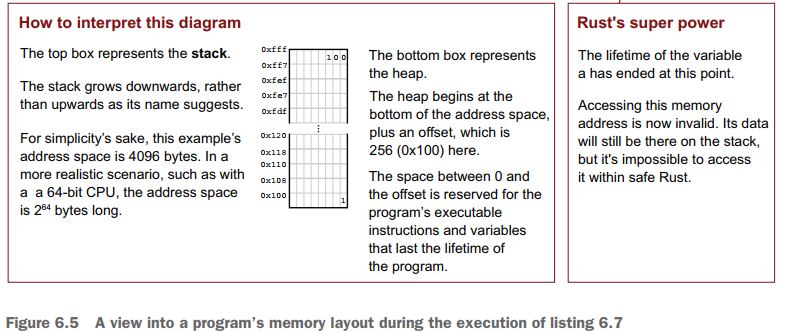 How to interpret this diagram
The top box represents the stack.
The stack grows downwards, rather
than upwards as its name suggests.
For simplicity's sake, this example's
address space is 4096 bytes. In a
more realistic scenario, such as with
a a 64-bit CPU, the address space
is 2⁶⁴ bytes long.
0xfff
100
0xff7
0xfef
0xfe7
0xfdf
⋮
0x120
0x118
0x110
0x108
0x100
1
The bottom box represents
the heap.
The heap begins at the
bottom of the address space,
plus an offset, which is
256 (0x100) here.
The space between 0 and
the offset is reserved for the
program's executable
instructions and variables
that last the lifetime of
the program.
Rust's super power
The lifetime of the variable
a has ended at this point.
Accessing this memory
address is now invalid. Its data
will still be there on the stack,
but it's impossible to access
it within safe Rust.
Figure 6.5 A view into a program's memory layout during the execution of listing 6.7